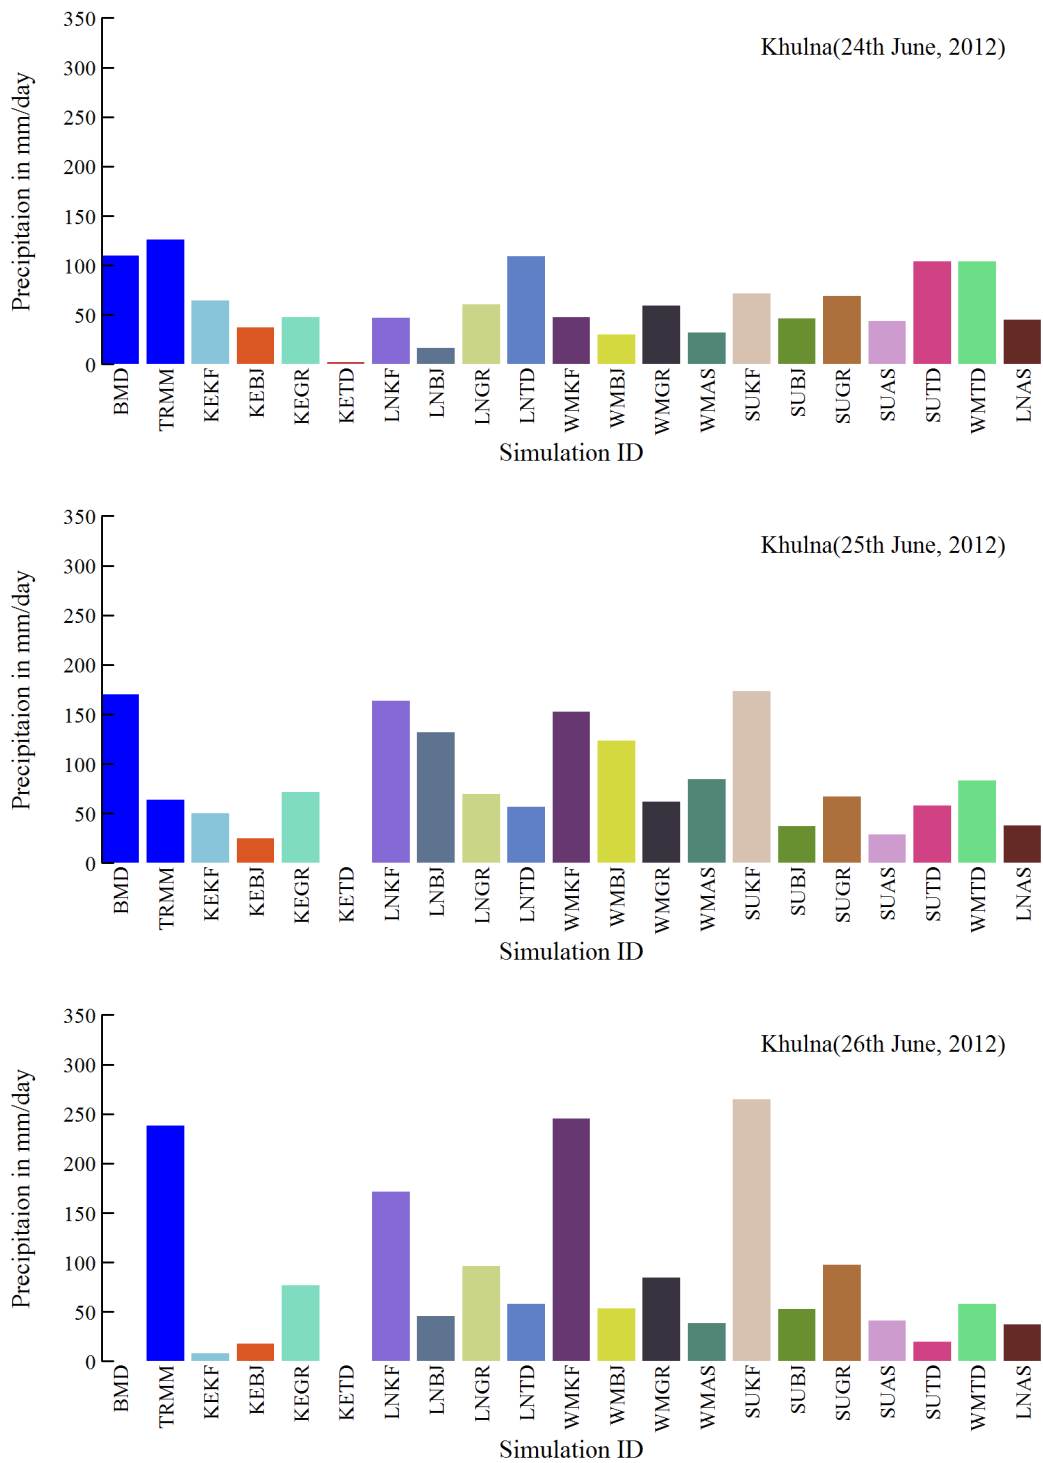 350
300
250
200
150
100
50
0
Precipitaion in mm/day
Khulna(24th June, 2012)
BMD
TRMM
KEKF
KEBJ
KEGR
KETD
LNKF
LNBJ
LNGR
LNTD
WMKF
WMBJ
WMGR
WMAS
SUKF
SUBJ
SUGR
SUAS
SUTD
WMTD
LNAS
Simulation ID
350
300
250
200
150
100
50
0
Precipitaion in mm/day
Khulna(25th June, 2012)
BMD
TRMM
KEKF
KEBJ
KEGR
KETD
LNKF
LNBJ
LNGR
LNTD
WMKF
WMBJ
WMGR
WMAS
SUKF
SUBJ
SUGR
SUAS
SUTD
WMTD
LNAS
Simulation ID
350
300
250
200
150
100
50
0
Precipitaion in mm/day
Khulna(26th June, 2012)
BMD
TRMM
KEKF
KEBJ
KEGR
KETD
LNKF
LNBJ
LNGR
LNTD
WMKF
WMBJ
WMGR
WMAS
SUKF
SUBJ
SUGR
SUAS
SUTD
WMTD
LNAS
Simulation ID